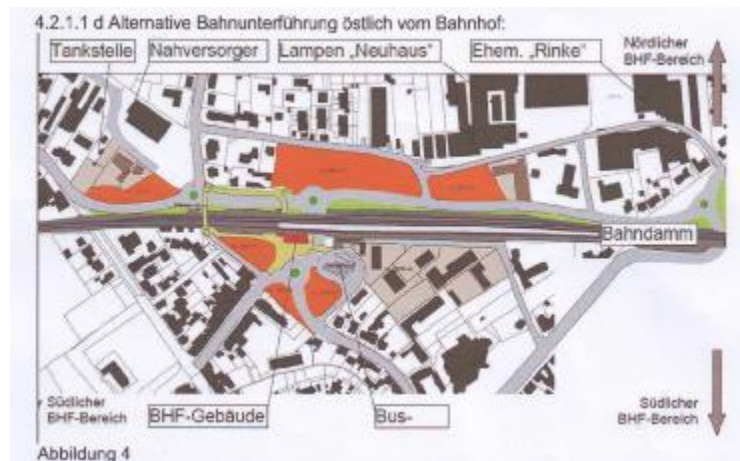 4.2.1.1 d Alternative Bahnunterführung östlich vom Bahnhof:
Tankstelle
Nahversorger
Lampen „Neuhaus"
Ehem. „Rinke"
Nördlicher
BHF-Bereich
Bahndamm
Südlicher
BHF-Bereich
BHF-Gebäude
Bus-
Südlicher
BHF-Bereich
Abbildung 4